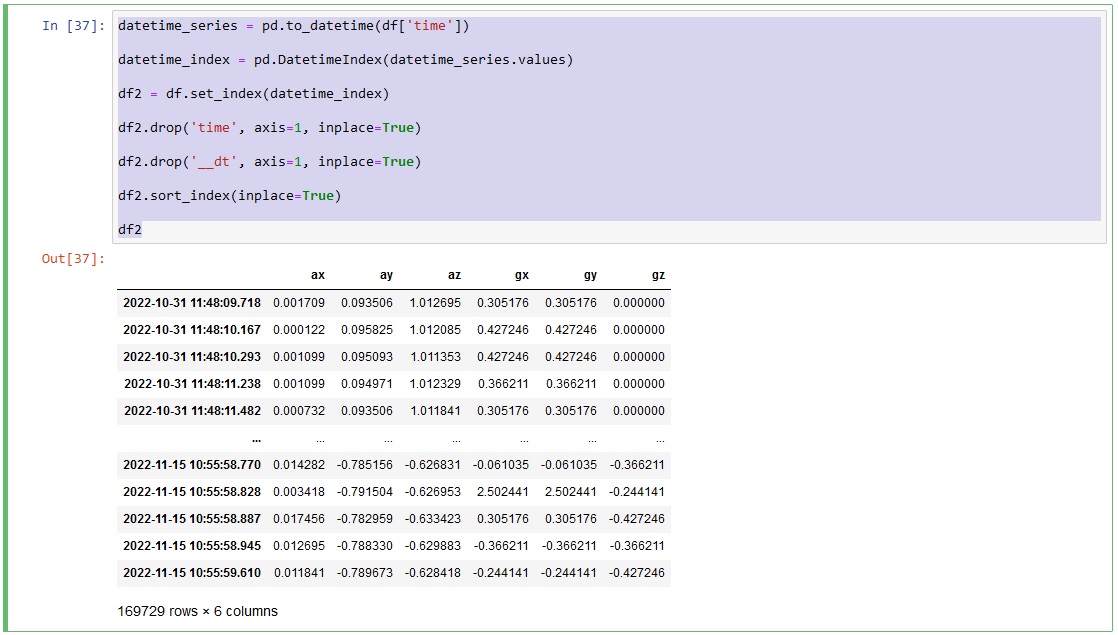 In [37]: datetime_series = pd.to_datetime(df['time'])
datetime_index = pd.DatetimeIndex(datetime_series.values)
df2 = df.set_index(datetime_index)
df2.drop('time', axis=1, inplace=True)
df2.drop('__dt', axis=1, inplace=True)
df2.sort_index(inplace=True)
df2
Out[37]:
ax ay az gx gy gz
2022-10-31 11:48:09.718 0.001709 0.093506 1.012695 0.305176 0.305176 0.000000
2022-10-31 11:48:10.167 0.000122 0.095825 1.012085 0.427246 0.427246 0.000000
2022-10-31 11:48:10.293 0.001099 0.095093 1.011353 0.427246 0.427246 0.000000
2022-10-31 11:48:11.238 0.001099 0.094971 1.012329 0.366211 0.366211 0.000000
2022-10-31 11:48:11.482 0.000732 0.093506 1.011841 0.305176 0.305176 0.000000
... ... ... ... ... ... ...
2022-11-15 10:55:58.770 0.014282 -0.785156 -0.626831 -0.061035 -0.061035 -0.366211
2022-11-15 10:55:58.828 0.003418 -0.791504 -0.626953 2.502441 2.502441 -0.244141
2022-11-15 10:55:58.887 0.017456 -0.782959 -0.633423 0.305176 0.305176 -0.427246
2022-11-15 10:55:58.945 0.012695 -0.788330 -0.629883 -0.366211 -0.366211 -0.366211
2022-11-15 10:55:59.610 0.011841 -0.789673 -0.628418 -0.244141 -0.244141 -0.427246
169729 rows × 6 columns